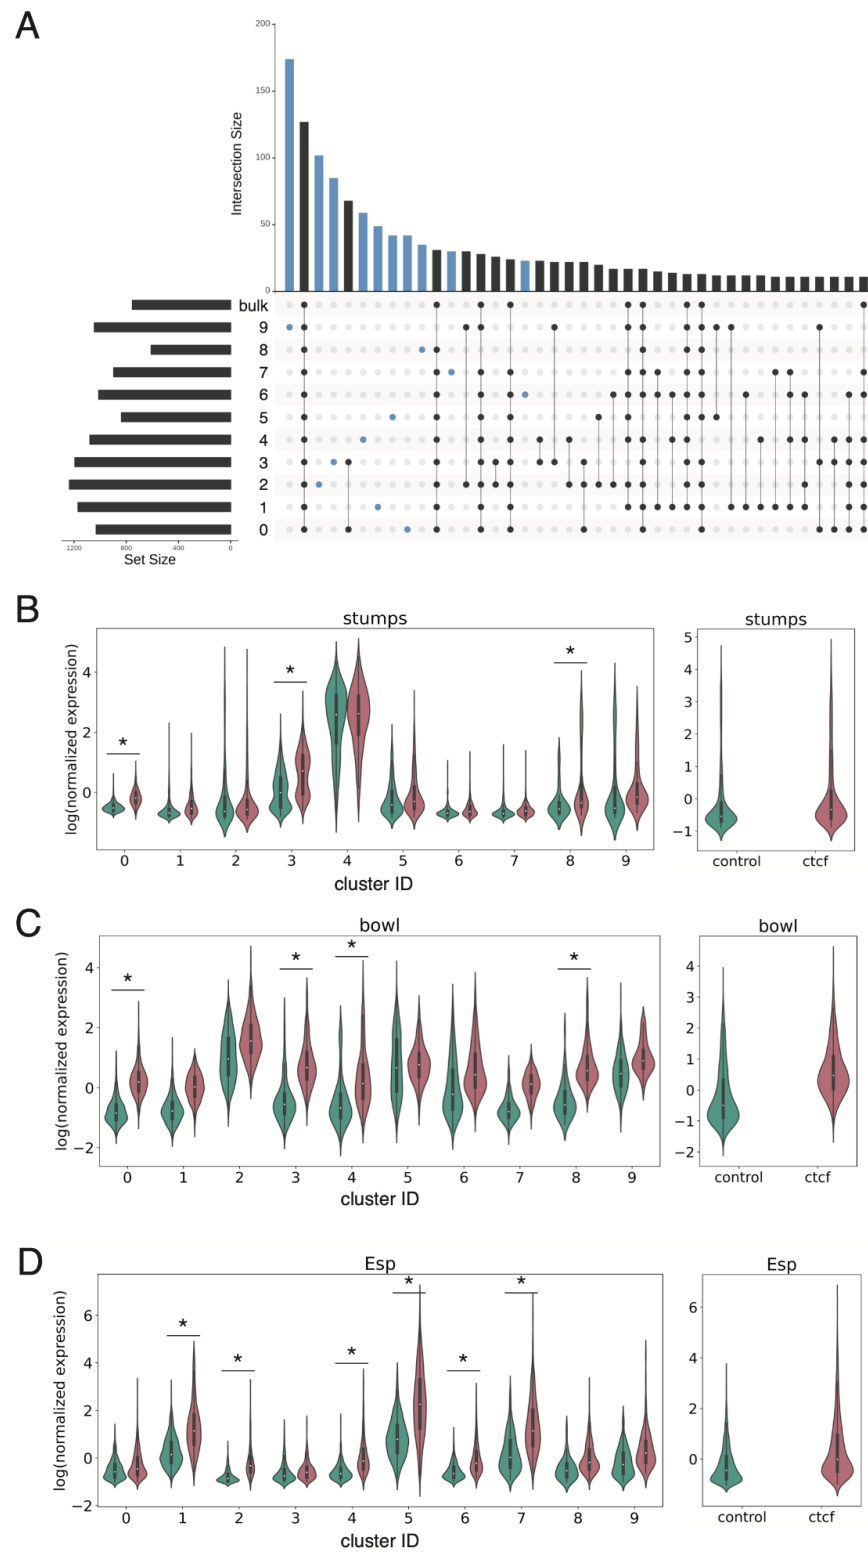 A
200
150
100
50
0
Intersection Size
bulk
9
8
7
6
5
4
3
2
1
0
1200 800 400 0
Set Size
B
stumps stumps
log(normalized expression)
4
2
0
* * *
0 1 2 3 4 5 6 7 8 9
cluster ID
5
4
3
2
1
0
−1
control ctcf
C
bowl bowl
log(normalized expression)
4
2
0
−2
* * * *
0 1 2 3 4 5 6 7 8 9
cluster ID
4
3
2
1
0
−1
−2
control ctcf
D
Esp Esp
log(normalized expression)
6
4
2
0
−2
* * * * * *
0 1 2 3 4 5 6 7 8 9
cluster ID
6
4
2
0
control ctcf